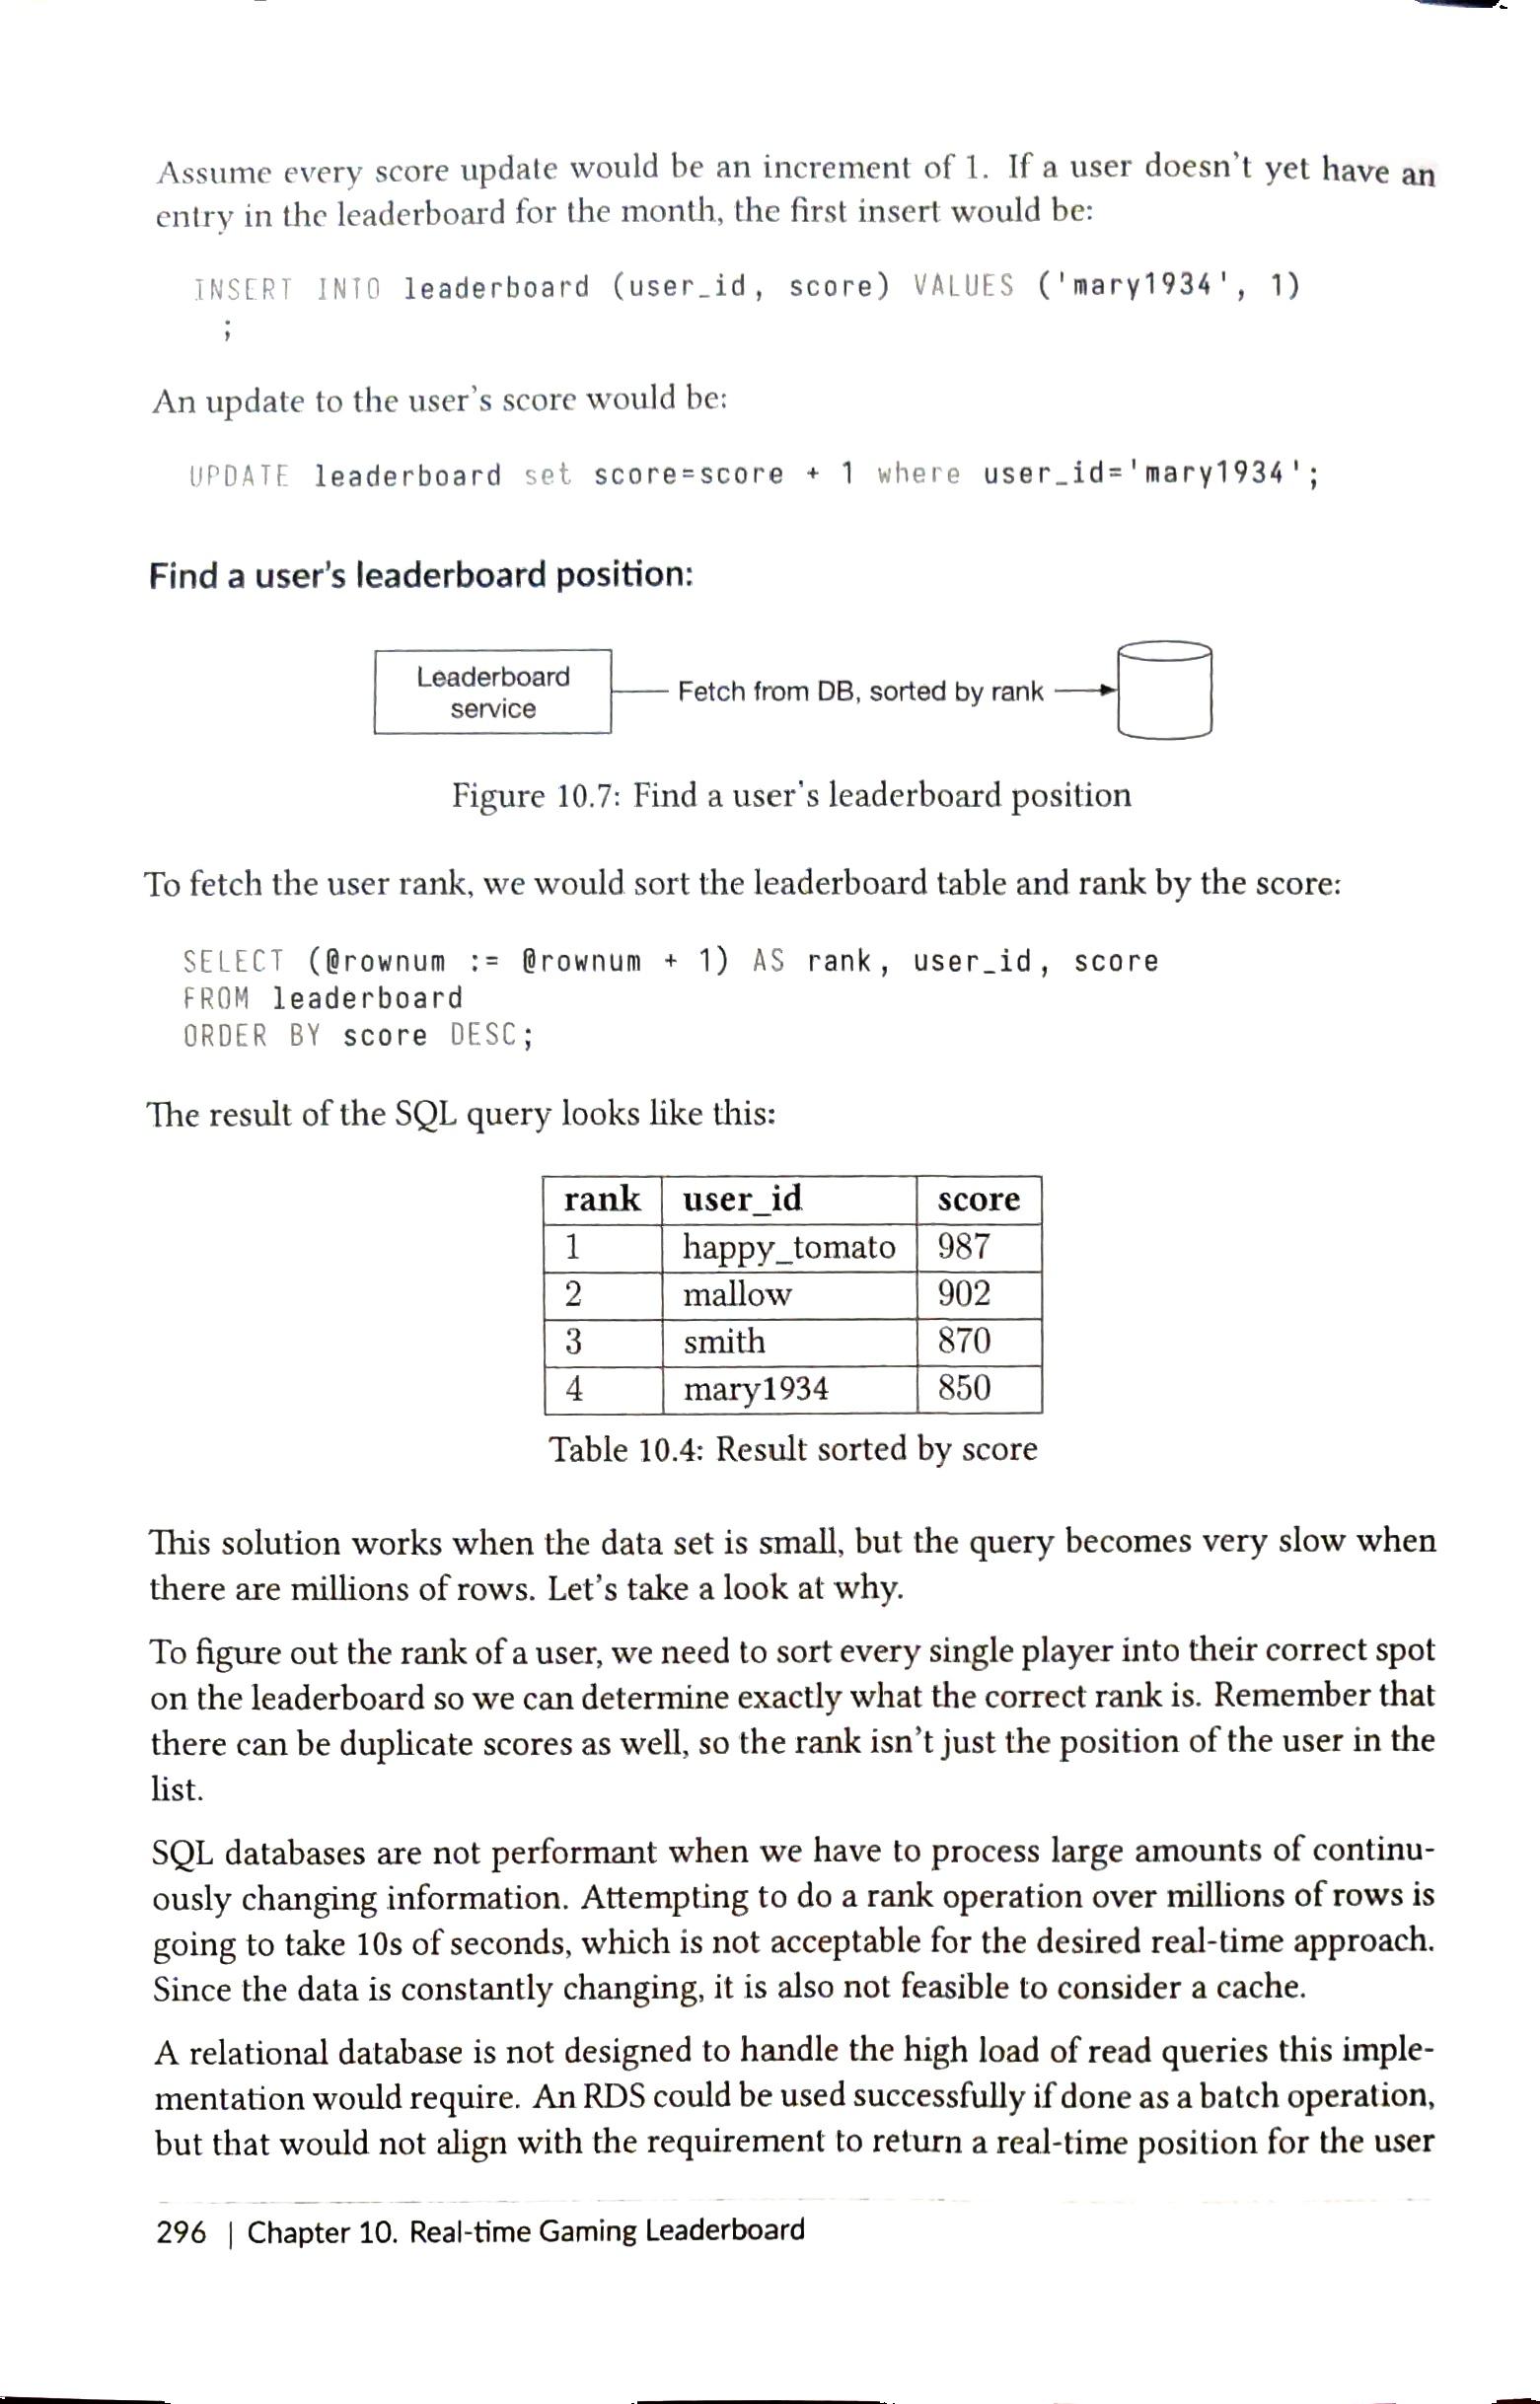 Assume every score update would be an increment of 1. If a user doesn't yet have an
entry in the leaderboard for the month, the first insert would be:
INSERT INTO leaderboard (user_id, score) VALUES ('mary1934', 1)
;
An update to the user's score would be:
UPDATE leaderboard set score=score + 1 where user_id='mary1934';
Find a user's leaderboard position:
Leaderboard
service
Fetch from DB, sorted by rank
Figure 10.7: Find a user's leaderboard position
To fetch the user rank, we would sort the leaderboard table and rank by the score:
SELECT (@rownum := @rownum + 1) AS rank, user_id, score
FROM leaderboard
ORDER BY score DESC;
The result of the SQL query looks like this:
rank user_id score
1 happy_tomato 987
2 mallow 902
3 smith 870
4 mary1934 850
Table 10.4: Result sorted by score
This solution works when the data set is small, but the query becomes very slow when
there are millions of rows. Let's take a look at why.
To figure out the rank of a user, we need to sort every single player into their correct spot
on the leaderboard so we can determine exactly what the correct rank is. Remember that
there can be duplicate scores as well, so the rank isn't just the position of the user in the
list.
SQL databases are not performant when we have to process large amounts of continu-
ously changing information. Attempting to do a rank operation over millions of rows is
going to take 10s of seconds, which is not acceptable for the desired real-time approach.
Since the data is constantly changing, it is also not feasible to consider a cache.
A relational database is not designed to handle the high load of read queries this imple-
mentation would require. An RDS could be used successfully if done as a batch operation,
but that would not align with the requirement to return a real-time position for the user
296 | Chapter 10. Real-time Gaming Leaderboard